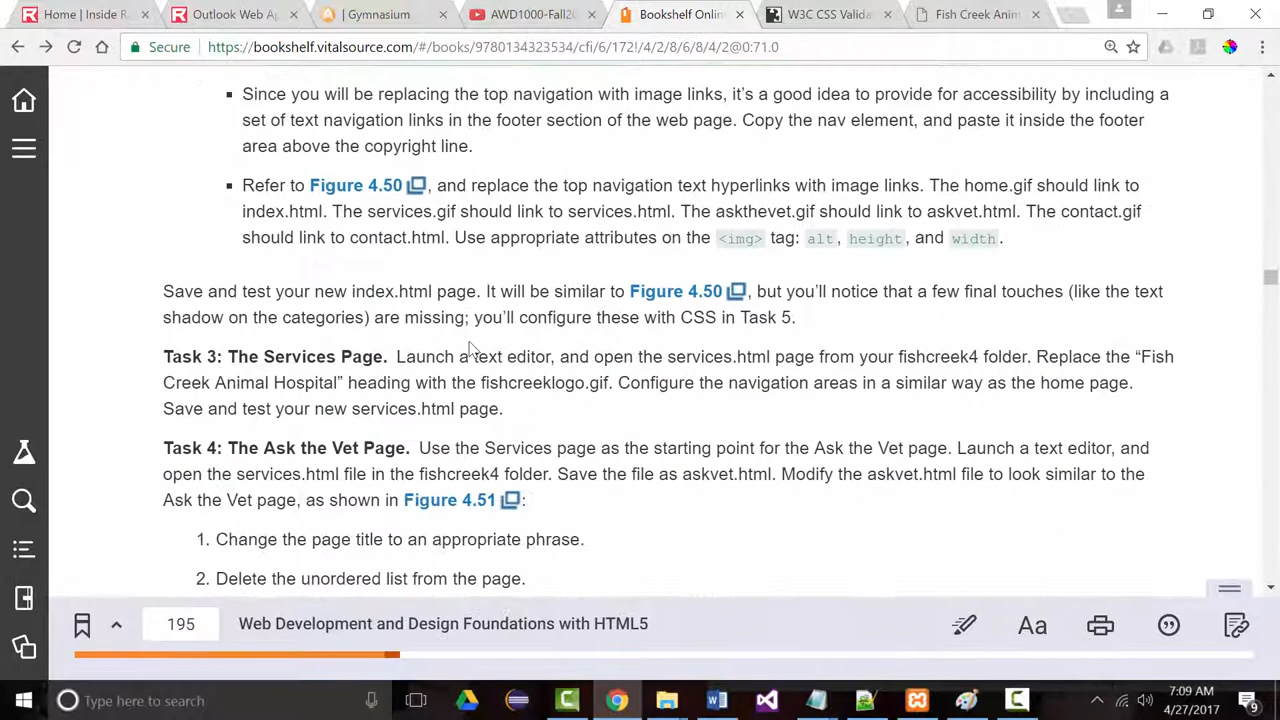 Home | Inside R
Outlook Web Ap
| Gymnasium
AWD1000-Fall20
Bookshelf Onlin
W3C CSS Valida
Fish Creek Anim
Secure
https://bookshelf.vitalsource.com/#/books/9780134323534/cfi/6/172!/4/2/8/6/8/4/2@0:71.0
Since you will be replacing the top navigation with image links, it's a good idea to provide for accessibility by including a
set of text navigation links in the footer section of the web page. Copy the nav element, and paste it inside the footer
area above the copyright line.
Refer to Figure 4.50, and replace the top navigation text hyperlinks with image links. The home.gif should link to
index.html. The services.gif should link to services.html. The askthevet.gif should link to askvet.html. The contact.gif
should link to contact.html. Use appropriate attributes on the <img> tag: alt, height, and width.
Save and test your new index.html page. It will be similar to Figure 4.50, but you'll notice that a few final touches (like the text
shadow on the categories) are missing; you'll configure these with CSS in Task 5.
Task 3: The Services Page. Launch a text editor, and open the services.html page from your fishcreek4 folder. Replace the “Fish
Creek Animal Hospital” heading with the fishcreeklogo.gif. Configure the navigation areas in a similar way as the home page.
Save and test your new services.html page.
Task 4: The Ask the Vet Page. Use the Services page as the starting point for the Ask the Vet page. Launch a text editor, and
open the services.html file in the fishcreek4 folder. Save the file as askvet.html. Modify the askvet.html file to look similar to the
Ask the Vet page, as shown in Figure 4.51:
1. Change the page title to an appropriate phrase.
2. Delete the unordered list from the page.
195
Web Development and Design Foundations with HTML5
Aa
Type here to search
7:09 AM
4/27/2017
9